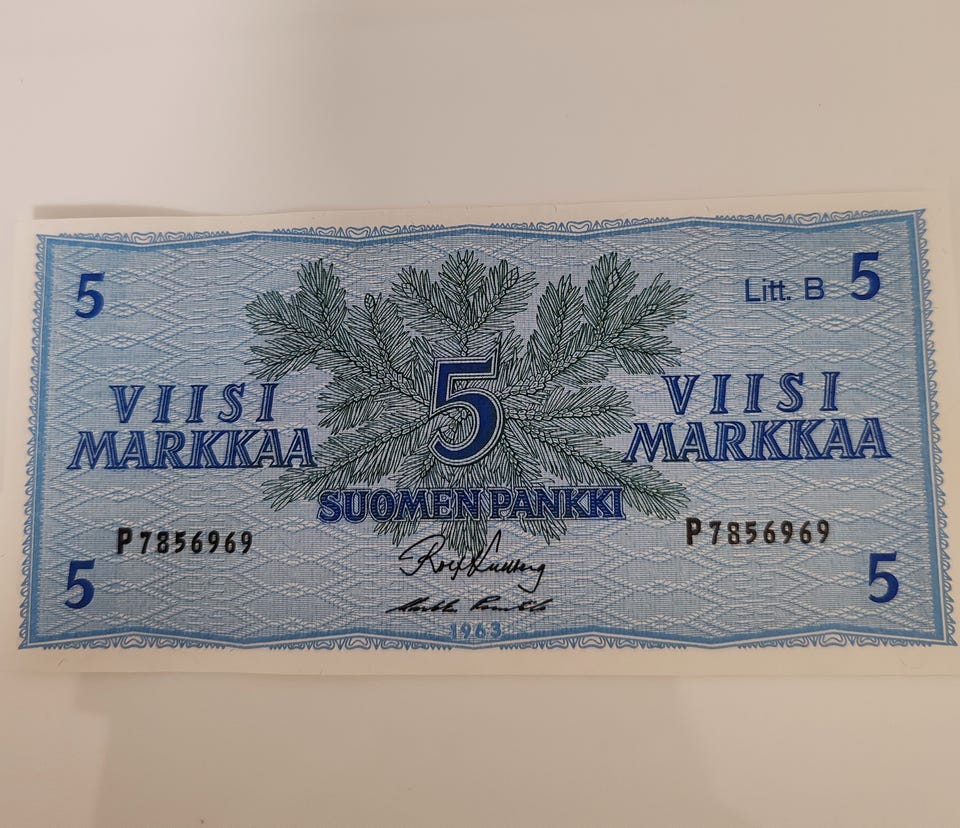 5
Litt. B 5
VIISI
MARKKAA
5
VIISI
MARKKAA
SUOMEN PANKKI
P7856969
P7856969
5
5
1963